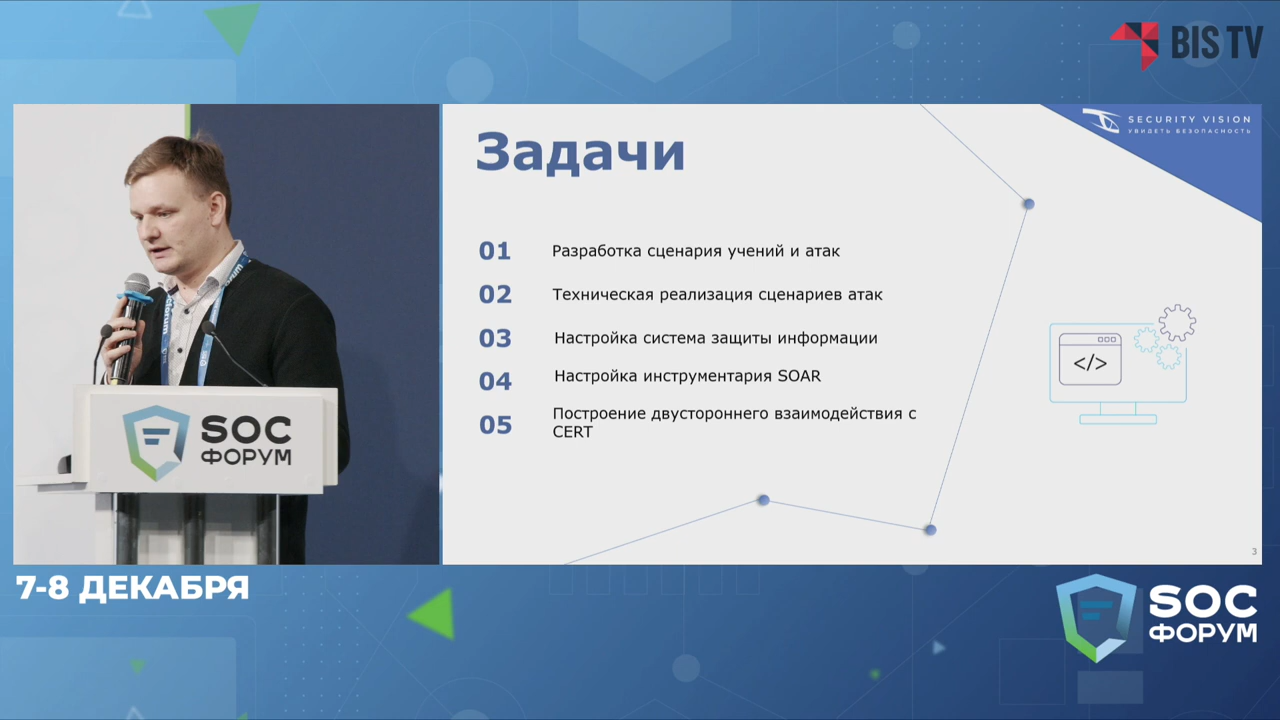 BIS TV
SECURITY VISION
УВИДЕТЬ БЕЗОПАСНОСТЬ
Задачи
01 Разработка сценария учений и атак
02 Техническая реализация сценариев атак
03 Настройка система защиты информации
04 Настройка инструментария SOAR
05 Построение двустороннего взаимодействия с
CERT
</>
3
SOC
ФОРУМ
7-8 ДЕКАБРЯ
SOC
ФОРУМ